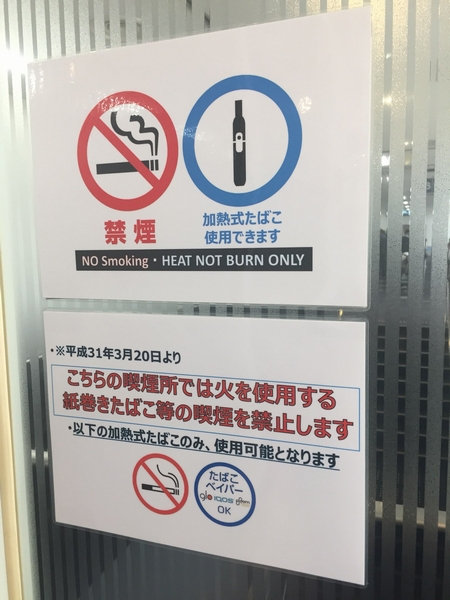 禁煙
加熱式たばこ
使用できます
NO Smoking・HEAT NOT BURN ONLY
・※平成31年3月20日より
こちらの喫煙所では火を使用する
紙巻きたばこ等の喫煙を禁止します
・以下の加熱式たばこのみ、使用可能となります
たばこ
ベイパー
glo IQOS
OK